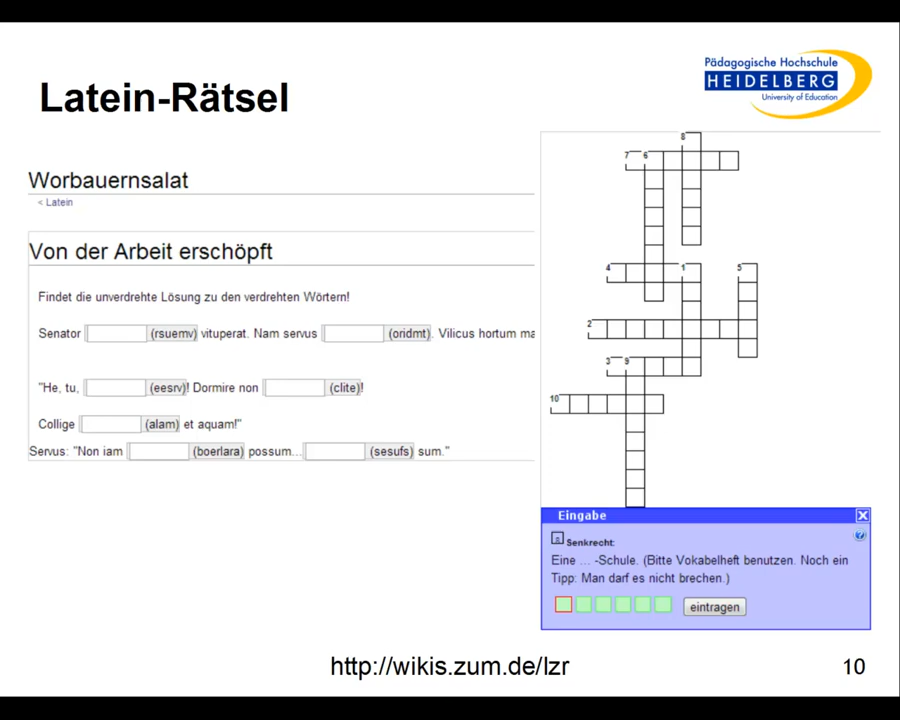 Latein-Rätsel
Pädagogische Hochschule
HEIDELBERG
University of Education
Worbauernsalat
< Latein
Von der Arbeit erschöpft
Findet die unverdrehte Lösung zu den verdrehten Wörtern!
Senator (rsuemv) vituperat. Nam servus (oridmt). Vilicus hortum ma
"He, tu, (eesrv)! Dormire non (clite)!
Collige (alam) et aquam!"
Servus: "Non iam (boerlara) possum... (sesufs) sum."
8
7 6
4 1 5
2
3 9
10
Eingabe
Senkrecht:
Eine ... -Schule. (Bitte Vokabelheft benutzen. Noch ein
Tipp: Man darf es nicht brechen.)
eintragen
http://wikis.zum.de/lzr
10